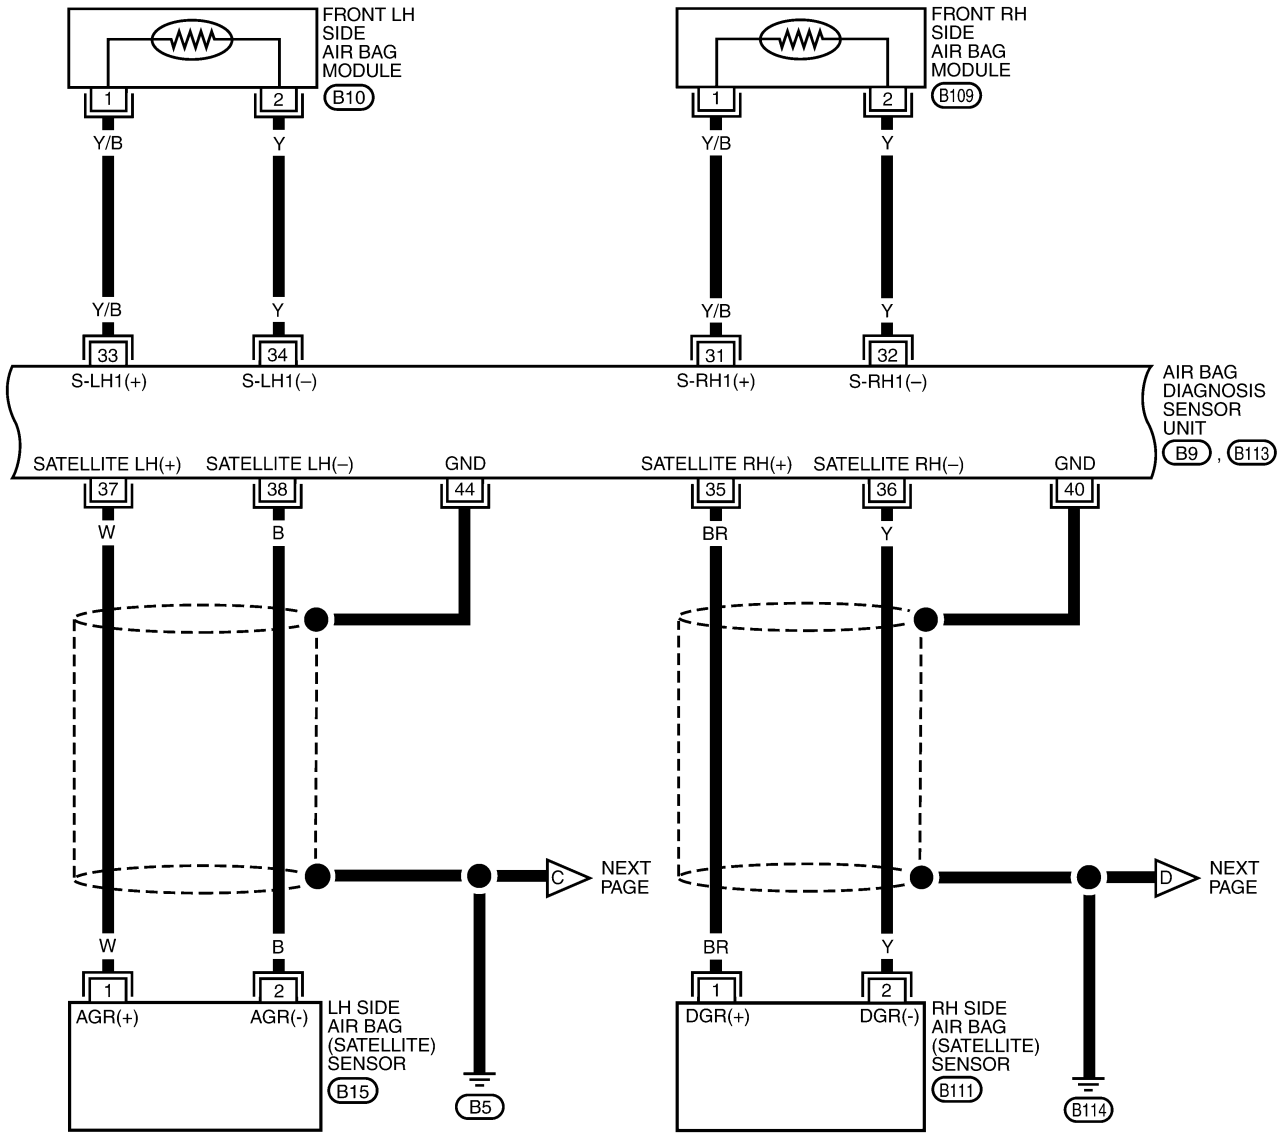 FRONT LH
SIDE
AIR BAG
MODULE
B10
FRONT RH
SIDE
AIR BAG
MODULE
B109
1
2
1
2
Y/B
Y
Y/B
Y
Y/B
Y
Y/B
Y
33
34
31
32
S-LH1(+)
S-LH1(–)
S-RH1(+)
S-RH1(–)
AIR BAG
DIAGNOSIS
SENSOR
UNIT
B9 , B113
SATELLITE LH(+)
SATELLITE LH(–)
GND
SATELLITE RH(+)
SATELLITE RH(–)
GND
37
38
44
35
36
40
W
B
BR
Y
C
NEXT
PAGE
D
NEXT
PAGE
W
B
BR
Y
1
2
1
2
AGR(+)
AGR(-)
LH SIDE
AIR BAG
(SATELLITE)
SENSOR
B15
B5
DGR(+)
DGR(-)
RH SIDE
AIR BAG
(SATELLITE)
SENSOR
B111
B114